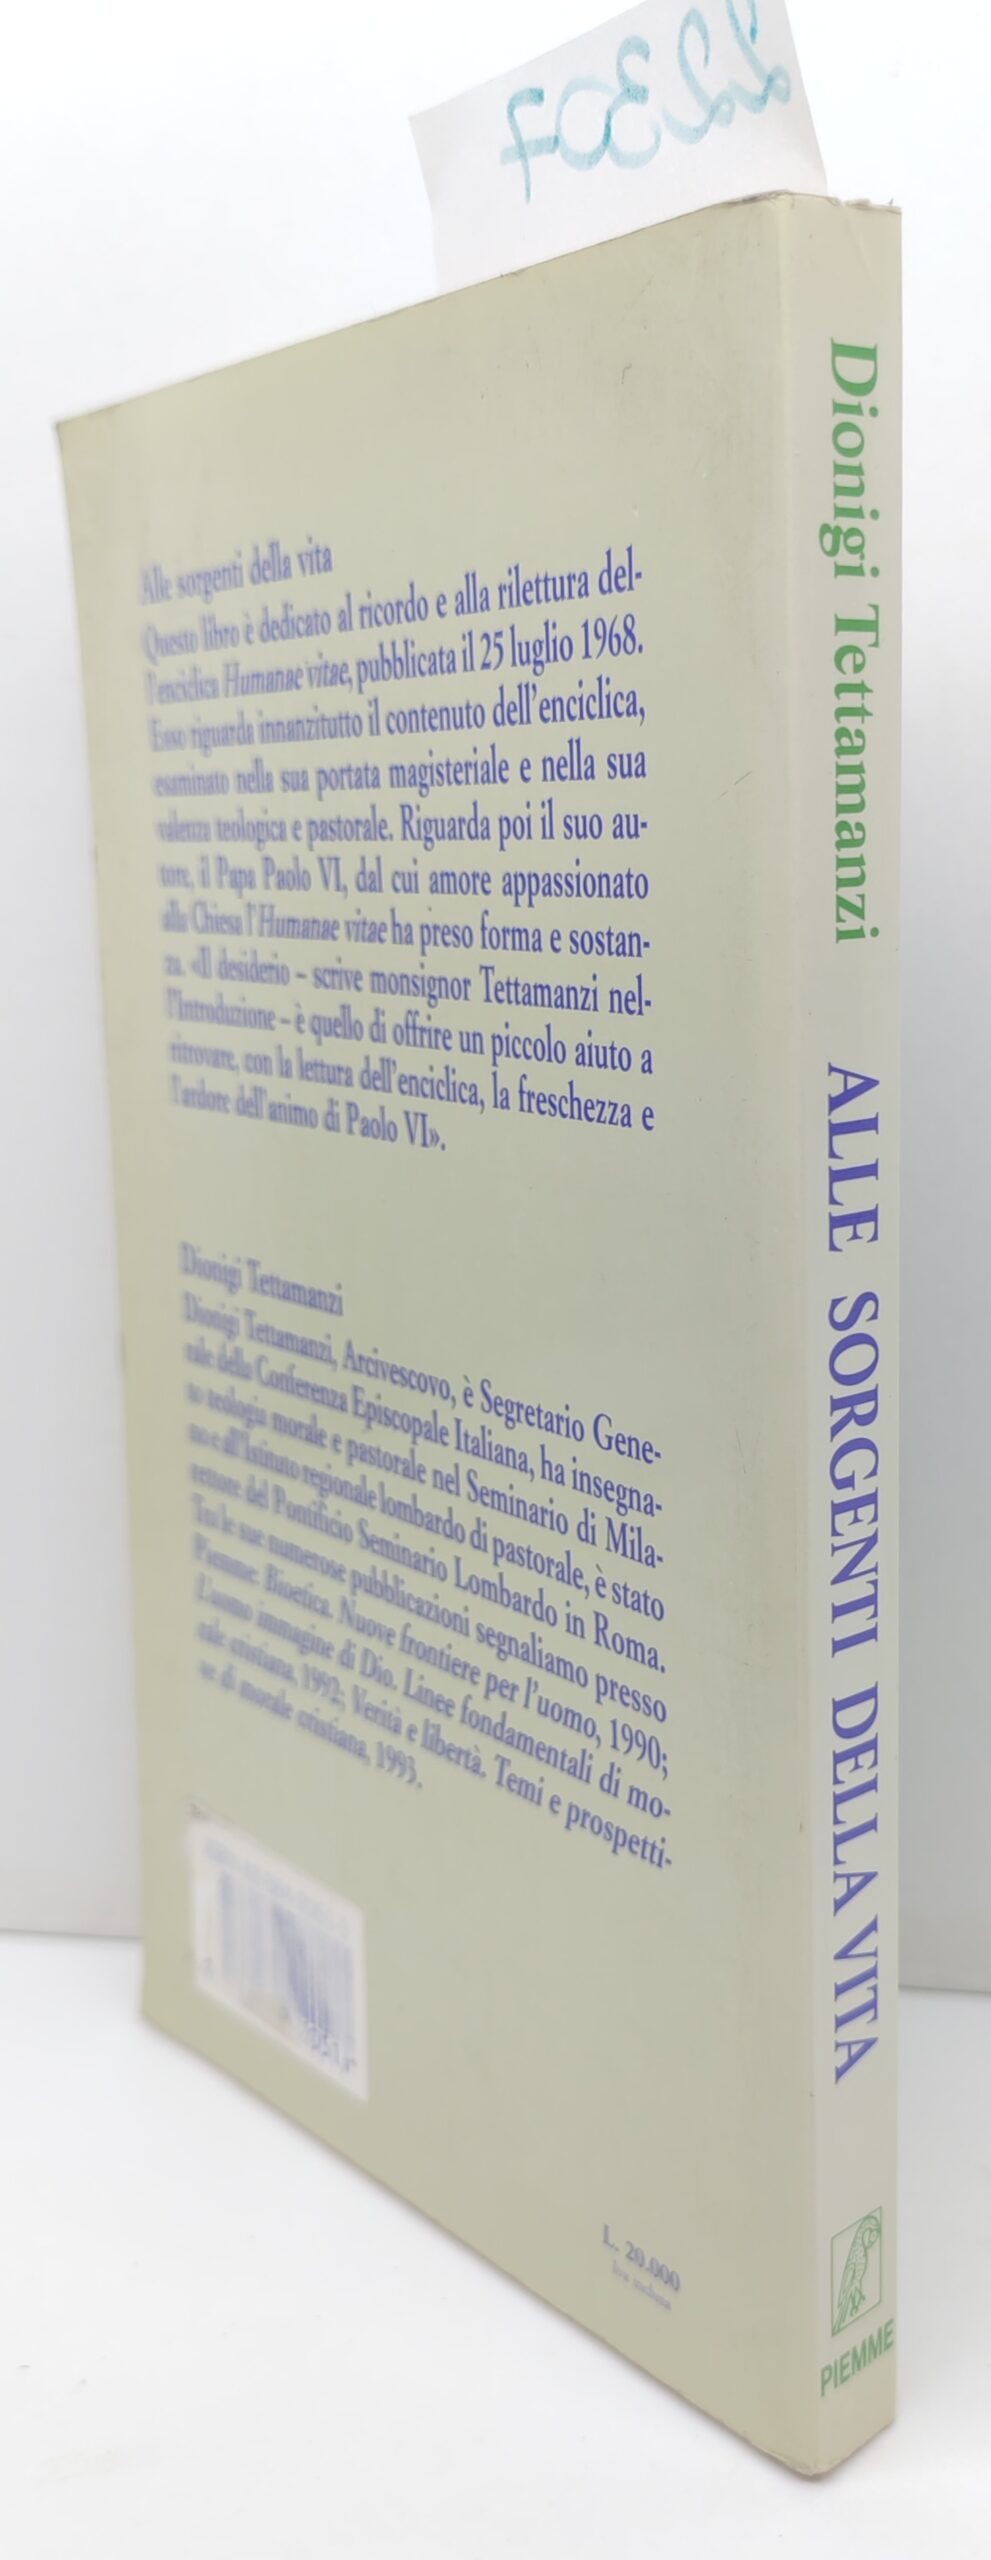 Alle sorgenti della vita
Questo libro è dedicato al ricordo e alla rilettura del-
l'enciclica Humanae vitae, pubblicata il 25 luglio 1968.
Esso riguarda innanzitutto il contenuto dell'enciclica,
esaminato nella sua portata magisteriale e nella sua
valenza teologica e pastorale. Riguarda poi il suo au-
tore, il Papa Paolo VI, dal cui amore appassionato
alla Chiesa l'Humanae vitae ha preso forma e sostan-
za. «Il desiderio – scrive monsignor Tettamanzi nel-
l'Introduzione – è quello di offrire un piccolo aiuto a
ritrovare, con la lettura dell'enciclica, la freschezza e
l'ardore dell'animo di Paolo VI».
Dionigi Tettamanzi
Dionigi Tettamanzi, Arcivescovo, è Segretario Gene-
rale della Conferenza Episcopale Italiana, ha insegna-
to teologia morale e pastorale nel Seminario di Mila-
no e all'Istituto regionale lombardo di pastorale, è stato
rettore del Pontificio Seminario Lombardo in Roma.
Tra le sue numerose pubblicazioni segnaliamo presso
Piemme: Bioetica. Nuove frontiere per l'uomo, 1990;
L'uomo immagine di Dio. Linee fondamentali di mo-
rale cristiana, 1992; Verità e libertà. Temi e prospetti-
ve di morale cristiana, 1993.
L. 20.000
Dionigi Tettamanzi
ALLE SORGENTI DELLA VITA
PIEMME